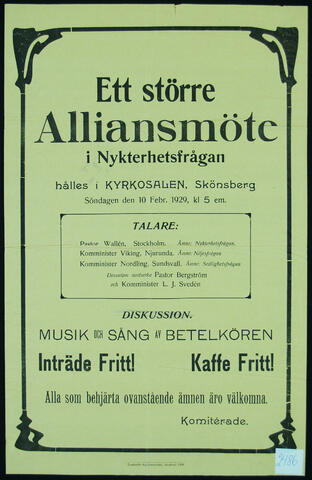 Ett större
Alliansmöte
i Nykterhetsfrågan
hålles i KYRKOSALEN, Skönsberg
Söndagen den 10 Febr. 1929, kl 5 em.
TALARE:
Pastor Wallén, Stockholm. Ämne: Nykterhetsfrågan.
Komminister Viking, Njurunda. Ämne: Nöjesfrågan
Komminister Nordling, Sundsvall. Ämne: Sedlighetsfrågan
Dessutom medverka Pastor Bergström
och Komminister L. J. Svedén
DISKUSSION.
MUSIK OCH SÅNG AV BETELKÖREN
Inträde Fritt! Kaffe Fritt!
Alla som behjärta ovanstående ämnen äro välkomna.
Komiterade.
2486